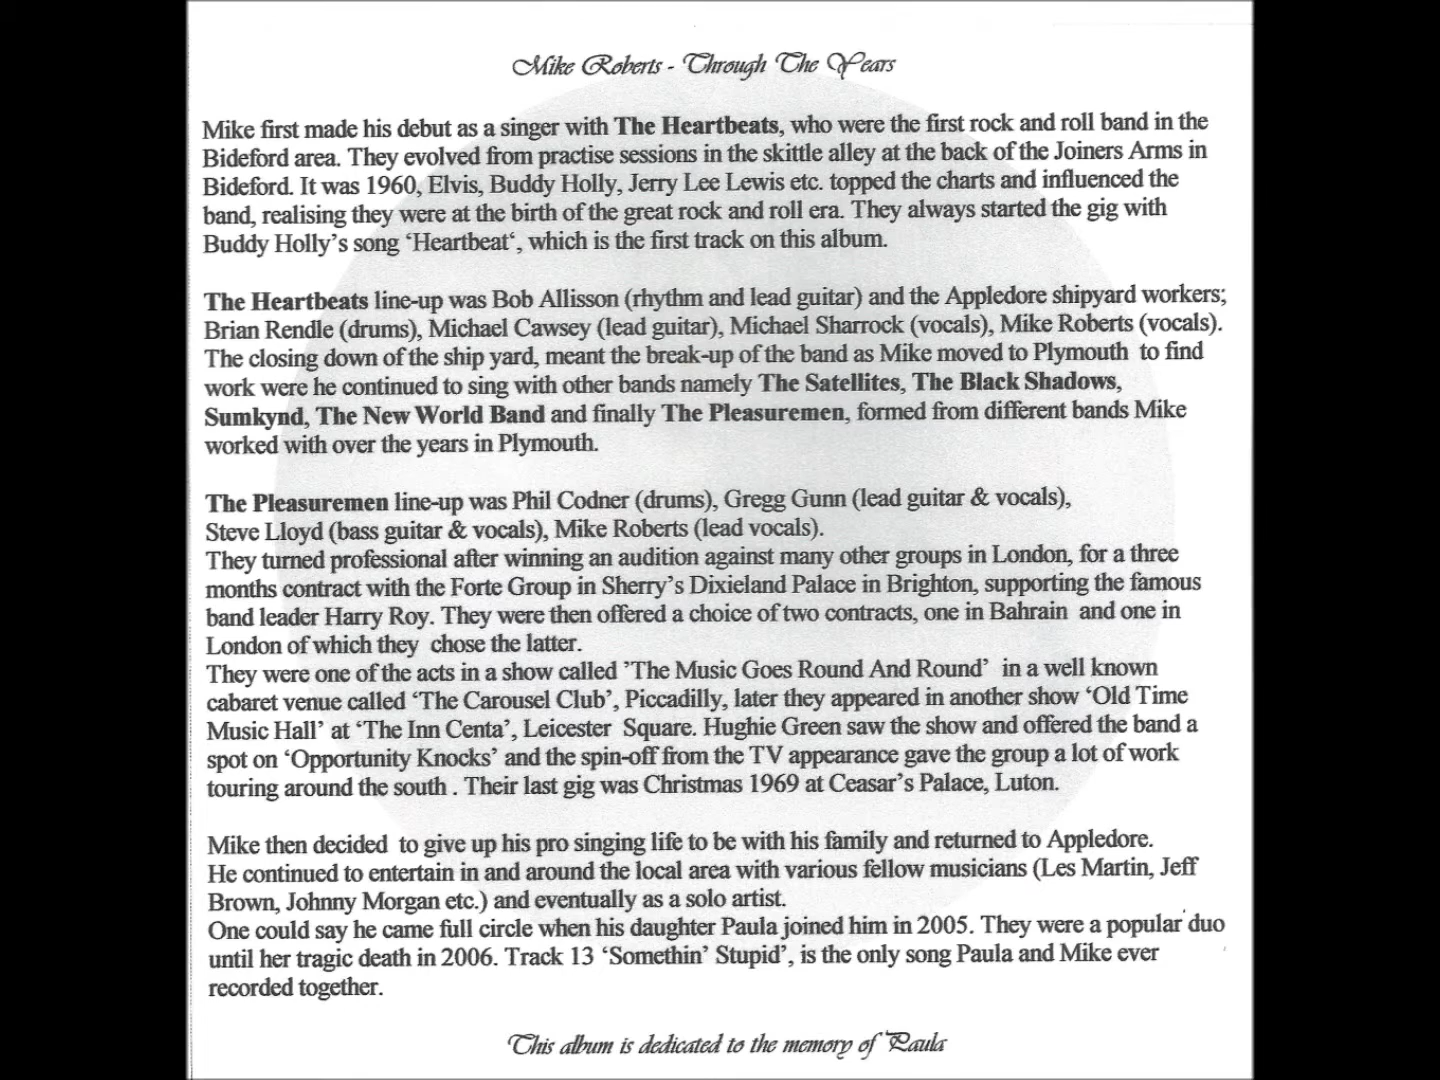 Mike Roberts - Through The Years
Mike first made his debut as a singer with The Heartbeats, who were the first rock and roll band in the
Bideford area. They evolved from practise sessions in the skittle alley at the back of the Joiners Arms in
Bideford. It was 1960, Elvis, Buddy Holly, Jerry Lee Lewis etc. topped the charts and influenced the
band, realising they were at the birth of the great rock and roll era. They always started the gig with
Buddy Holly's song ‘Heartbeat‘, which is the first track on this album.
The Heartbeats line-up was Bob Allisson (rhythm and lead guitar) and the Appledore shipyard workers;
Brian Rendle (drums), Michael Cawsey (lead guitar), Michael Sharrock (vocals), Mike Roberts (vocals).
The closing down of the ship yard, meant the break-up of the band as Mike moved to Plymouth to find
work were he continued to sing with other bands namely The Satellites, The Black Shadows,
Sumkynd, The New World Band and finally The Pleasuremen, formed from different bands Mike
worked with over the years in Plymouth.
The Pleasuremen line-up was Phil Codner (drums), Gregg Gunn (lead guitar & vocals),
Steve Lloyd (bass guitar & vocals), Mike Roberts (lead vocals).
They turned professional after winning an audition against many other groups in London, for a three
months contract with the Forte Group in Sherry’s Dixieland Palace in Brighton, supporting the famous
band leader Harry Roy. They were then offered a choice of two contracts, one in Bahrain and one in
London of which they chose the latter.
They were one of the acts in a show called ’The Music Goes Round And Round’ in a well known
cabaret venue called ‘The Carousel Club’, Piccadilly, later they appeared in another show ‘Old Time
Music Hall’ at ‘The Inn Centa’, Leicester Square. Hughie Green saw the show and offered the band a
spot on ‘Opportunity Knocks’ and the spin-off from the TV appearance gave the group a lot of work
touring around the south . Their last gig was Christmas 1969 at Ceasar’s Palace, Luton.
Mike then decided to give up his pro singing life to be with his family and returned to Appledore.
He continued to entertain in and around the local area with various fellow musicians (Les Martin, Jeff
Brown, Johnny Morgan etc.) and eventually as a solo artist.
One could say he came full circle when his daughter Paula joined him in 2005. They were a popular duo
until her tragic death in 2006. Track 13 ‘Somethin’ Stupid’, is the only song Paula and Mike ever
recorded together.
This album is dedicated to the memory of Paula